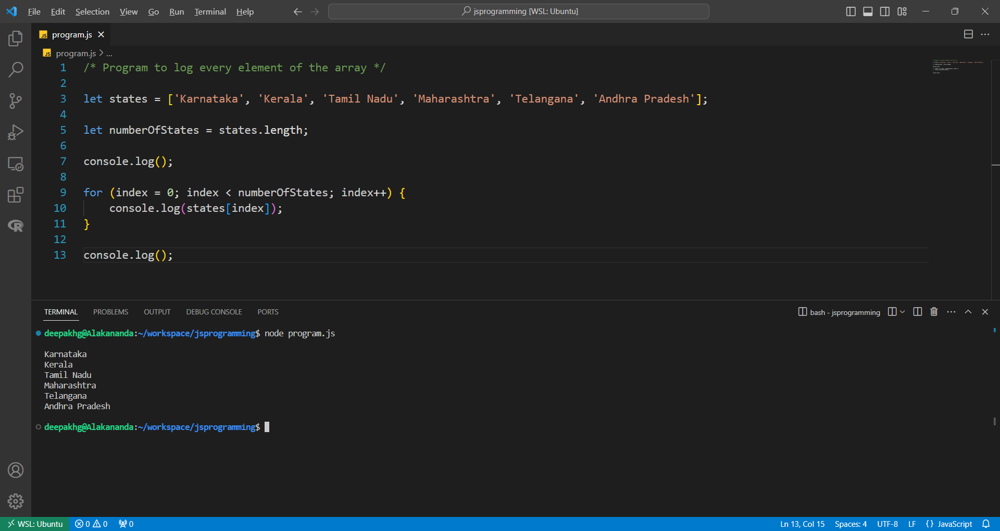 File Edit Selection View Go Run Terminal Help jsprogramming [WSL: Ubuntu]
JS program.js
JS program.js > ...
1 /* Program to log every element of the array */
2
3 let states = ['Karnataka', 'Kerala', 'Tamil Nadu', 'Maharashtra', 'Telangana', 'Andhra Pradesh'];
4
5 let numberOfStates = states.length;
6
7 console.log();
8
9 for (index = 0; index < numberOfStates; index++) {
10     console.log(states[index]);
11 }
12
13 console.log();
TERMINAL PROBLEMS OUTPUT DEBUG CONSOLE PORTS bash - jsprogramming
deepakhg@Alakananda:~/workspace/jsprogramming$ node program.js
Karnataka
Kerala
Tamil Nadu
Maharashtra
Telangana
Andhra Pradesh
deepakhg@Alakananda:~/workspace/jsprogramming$
WSL: Ubuntu 0 0 0 Ln 13, Col 15 Spaces: 4 UTF-8 LF {} JavaScript